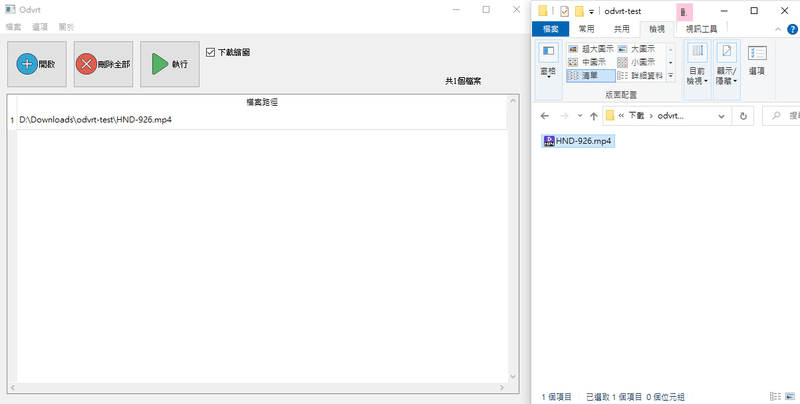 Odvrt
檔案 選項 關於
開啟
刪除全部
執行
下載縮圖
共1個檔案
檔案路徑
1 D:\Downloads\odvrt-test\HND-926.mp4
odvrt-test
檔案 常用 共用 檢視 視訊工具
窗格
超大圖示 大圖示
中圖示 小圖示
清單 詳細資料
目前
檢視
顯示/
隱藏
選項
版面配置
« 下載 › odvrt...
HND-926.mp4
1 個項目 已選取 1 個項目 0 個位元組